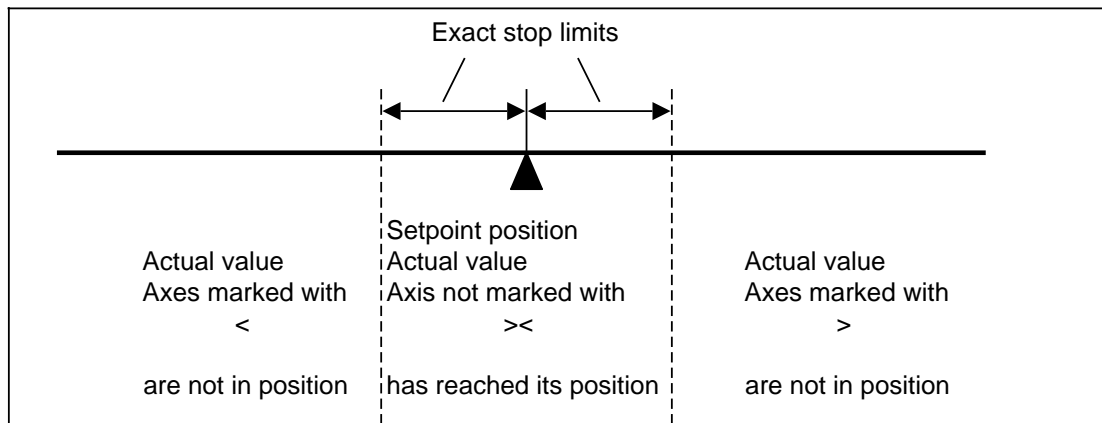 Exact stop limits
Setpoint position
Actual value
Axes marked with
<
are not in position
Actual value
Axis not marked with
><
has reached its position
Actual value
Axes marked with
>
are not in position